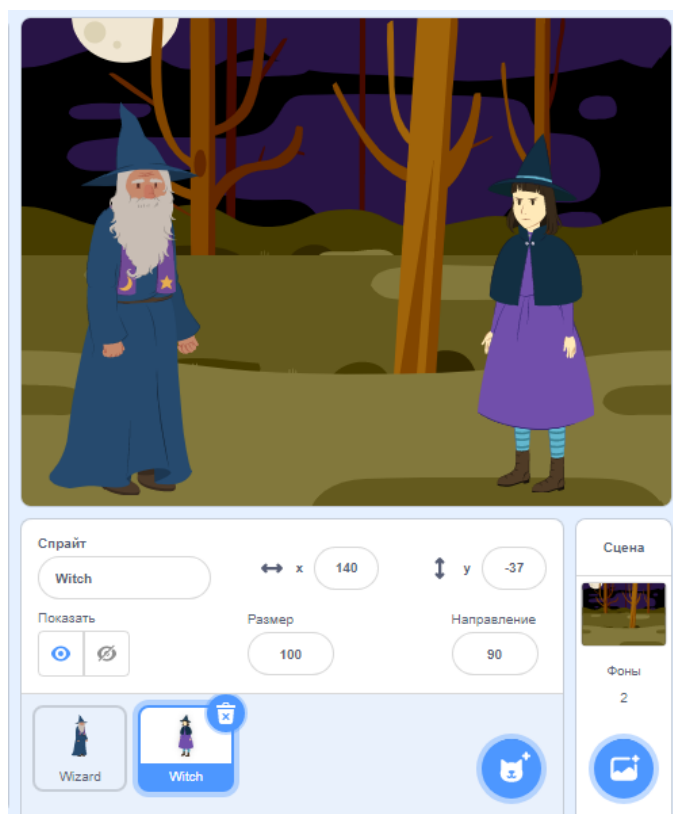 Спрайт
Witch
x 140
y -37
Показать
Размер
100
Направление
90
Сцена
Фоны
2
Wizard
Witch